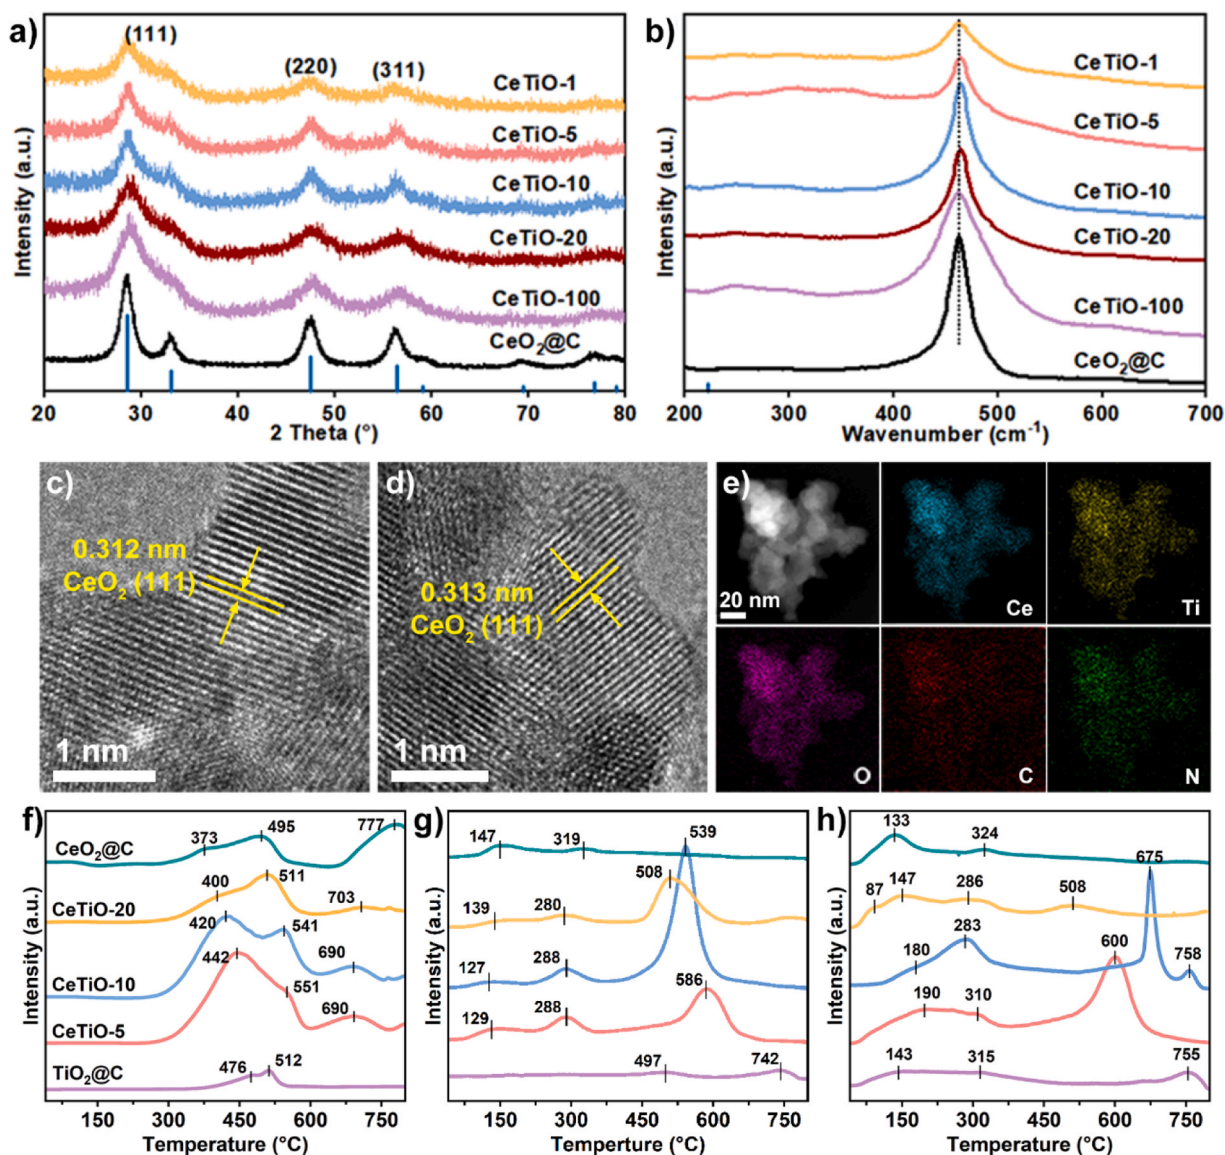 a)
(111)
(220)
(311)
CeTiO-1
CeTiO-5
CeTiO-10
CeTiO-20
CeTiO-100
CeO₂@C
Intensity (a.u.)
20 30 40 50 60 70 80
2 Theta (°)
b)
CeTiO-1
CeTiO-5
CeTiO-10
CeTiO-20
CeTiO-100
CeO₂@C
Intensity (a.u.)
200 300 400 500 600 700
Wavenumber (cm⁻¹)
c)
0.312 nm
CeO₂ (111)
1 nm
d)
0.313 nm
CeO₂ (111)
1 nm
e)
20 nm
Ce
Ti
O
C
N
f)
CeO₂@C
373
495
777
CeTiO-20
400
511
703
CeTiO-10
420
541
690
CeTiO-5
442
551
690
TiO₂@C
476
512
Intensity (a.u.)
150 300 450 600 750
Temperature (°C)
g)
147
319
539
139
280
508
127
288
129
288
586
497
742
Intensity (a.u.)
150 300 450 600 750
Temperture (°C)
h)
133
324
675
87
147
286
508
180
283
758
190
310
600
143
315
755
Intensity (a.u.)
150 300 450 600 750
Temperature (°C)